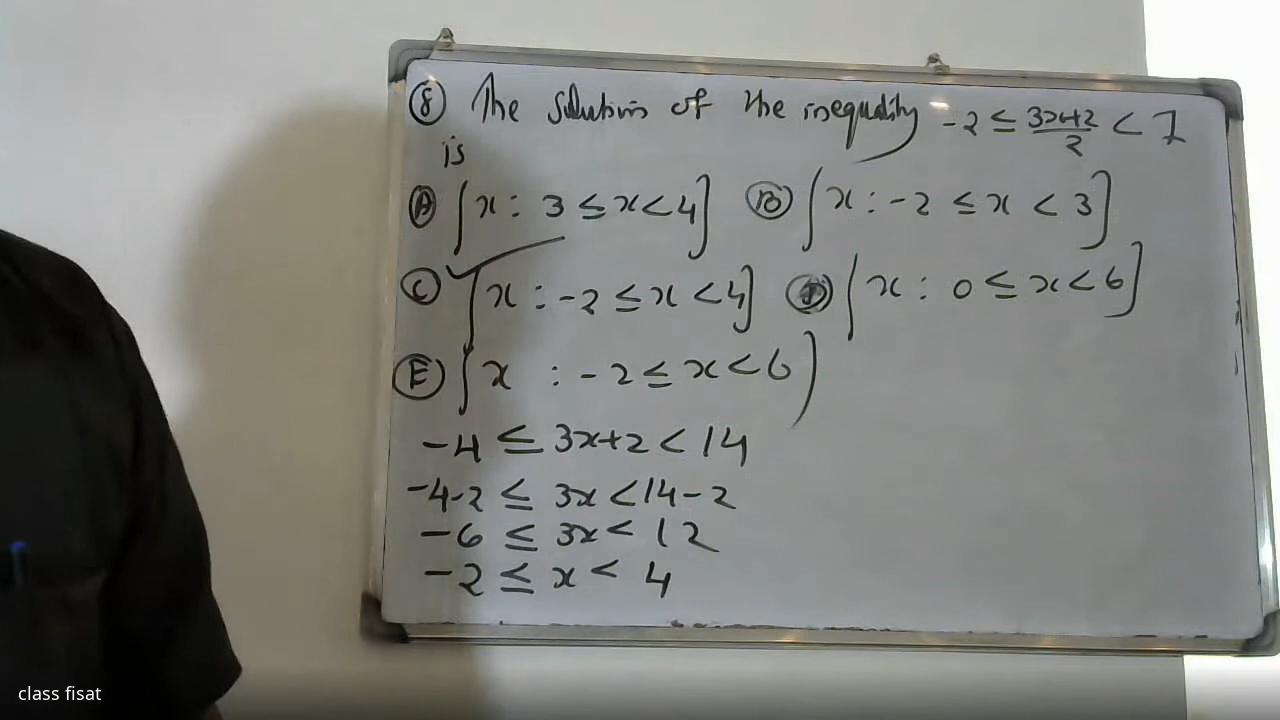 ⑧ The solutions of the inequality -2 ≤ (3x+2)/2 < 7
is
Ⓐ [x : 3 ≤ x < 4] Ⓑ [x : -2 ≤ x < 3]
Ⓒ ✓ [x : -2 ≤ x < 4] Ⓓ [x : 0 ≤ x < 6]
Ⓔ [x : -2 ≤ x < 6)
-4 ≤ 3x+2 < 14
-4-2 ≤ 3x < 14-2
-6 ≤ 3x < 12
-2 ≤ x < 4
class fisat